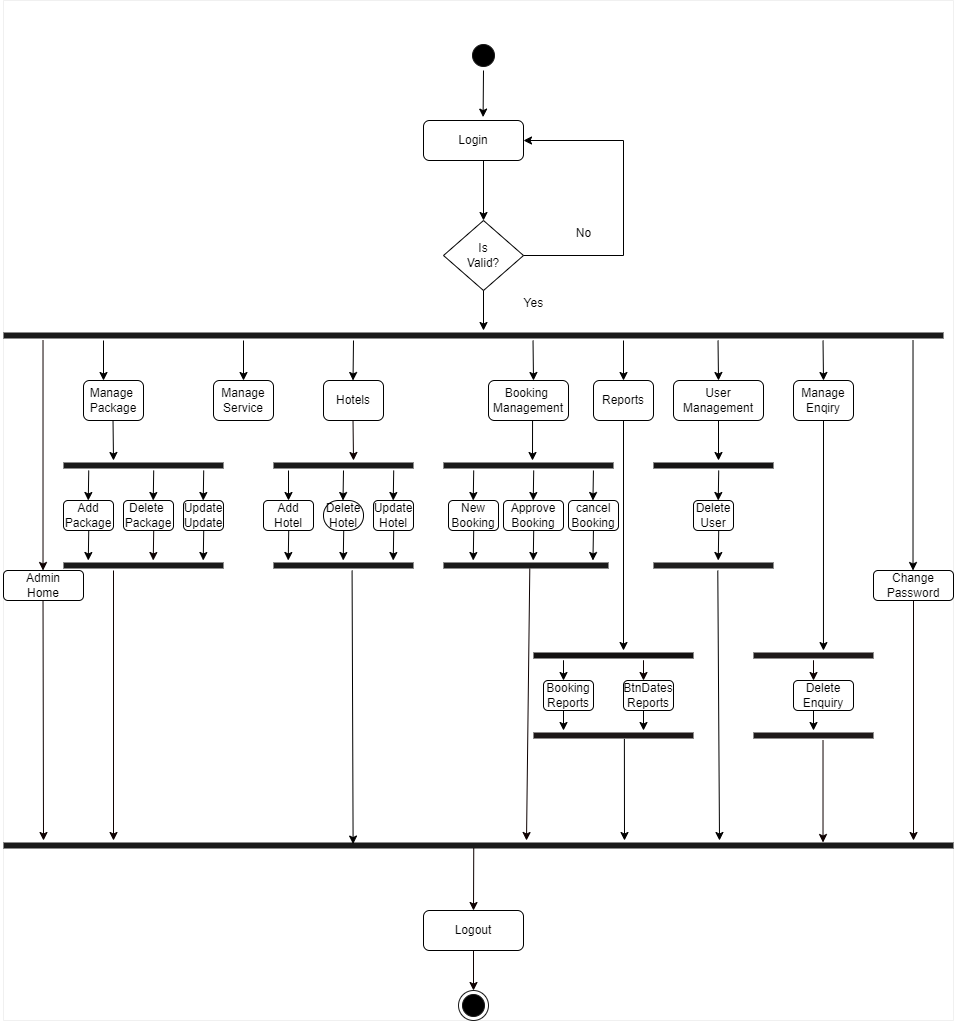 Login
Is
Valid?
No
Yes
Manage
Package
Manage
Service
Hotels
Booking
Management
Reports
User
Management
Manage
Enqiry
Add
Package
Delete
Package
Update
Update
Add
Hotel
Delete
Hotel
Update
Hotel
New
Booking
Approve
Booking
cancel
Booking
Delete
User
Admin
Home
Change
Password
Booking
Reports
BtnDates
Reports
Delete
Enquiry
Logout